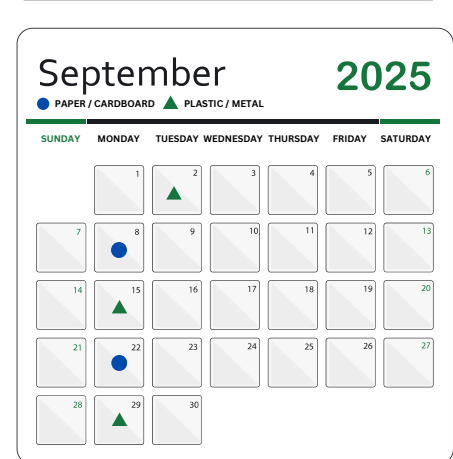 September 2025
PAPER / CARDBOARD PLASTIC / METAL
SUNDAY MONDAY TUESDAY WEDNESDAY THURSDAY FRIDAY SATURDAY
1 2 3 4 5 6
7 8 9 10 11 12 13
14 15 16 17 18 19 20
21 22 23 24 25 26 27
28 29 30